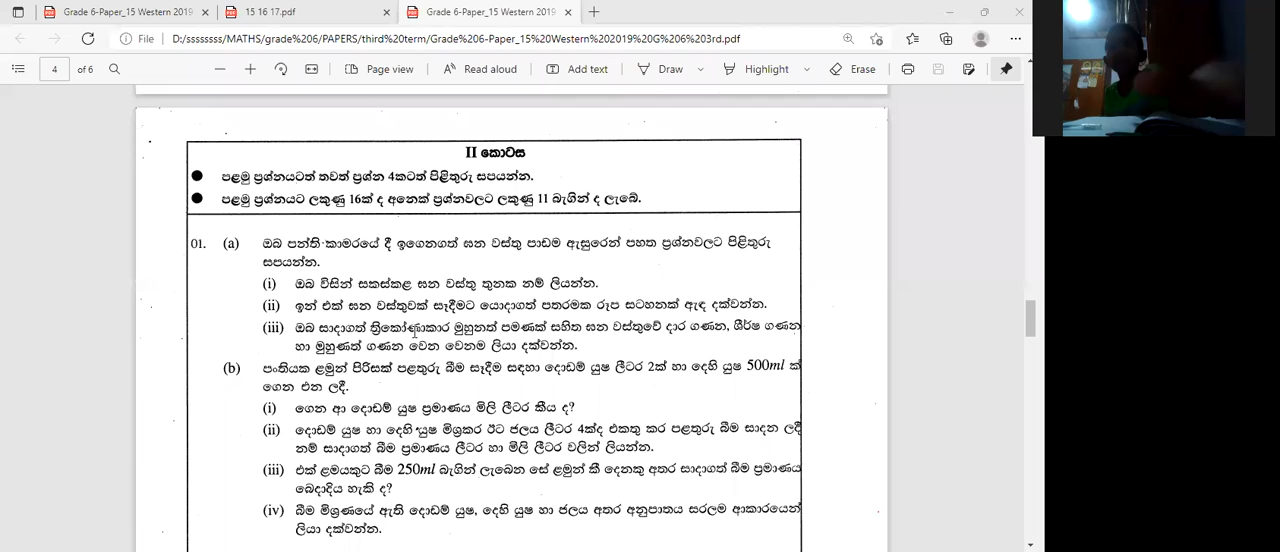 Grade 6-Paper_15 Western 2019
15 16 17.pdf
Grade 6-Paper_15 Western 2019
File
D:/ssssssss/MATHS/grade%206/PAPERS/third%20term/Grade%206-Paper_15%20Western%202019%20G%206%203rd.pdf
4 of 6
Page view
Read aloud
Add text
Draw
Highlight
Erase
II කොටස
● පළමු ප්‍රශ්නයටත් තවත් ප්‍රශ්න 4කටත් පිළිතුරු සපයන්න.
● පළමු ප්‍රශ්නයට ලකුණු 16ක් ද අනෙක් ප්‍රශ්නවලට ලකුණු 11 බැගින් ද ලැබේ.
01. (a) ඔබ පන්ති කාමරයේ දී ඉගෙනගත් ඝන වස්තු පාඩම ඇසුරෙන් පහත ප්‍රශ්නවලට පිළිතුරු
සපයන්න.
(i) ඔබ විසින් සකස්කළ ඝන වස්තු තුනක නම් ලියන්න.
(ii) ඉන් එක් ඝන වස්තුවක් සෑදීමට යොදාගත් පතරමක රූප සටහනක් ඇඳ දක්වන්න.
(iii) ඔබ සාදාගත් ත්‍රිකෝණාකාර මුහුනත් පමණක් සහිත ඝන වස්තුවේ දාර ගණන, ශීර්ෂ ගණන
හා මුහුණත් ගණන වෙන වෙනම ලියා දක්වන්න.
(b) පංතියක ළමුන් පිරිසක් පළතුරු බීම සෑදීම සඳහා දොඩම් යුෂ ලීටර 2ක් හා දෙහි යුෂ 500ml ක්
ගෙන එන ලදී.
(i) ගෙන ආ දොඩම් යුෂ ප්‍රමාණය මිලි ලීටර කීය ද?
(ii) දොඩම් යුෂ හා දෙහි යුෂ මිශ්‍රකර ඊට ජලය ලීටර 4ක්ද එකතු කර පළතුරු බීම සාදන ලදී
නම් සාදාගත් බීම ප්‍රමාණය ලීටර හා මිලි ලීටර වලින් ලියන්න.
(iii) එක් ළමයකුට බීම 250ml බැගින් ලැබෙන සේ ළමුන් කී දෙනකු අතර සාදාගත් බීම ප්‍රමාණය
බෙදාදිය හැකි ද?
(iv) බීම මිශ්‍රණයේ ඇති දොඩම් යුෂ, දෙහි යුෂ හා ජලය අතර අනුපාතය සරලම ආකාරයෙන්
ලියා දක්වන්න.